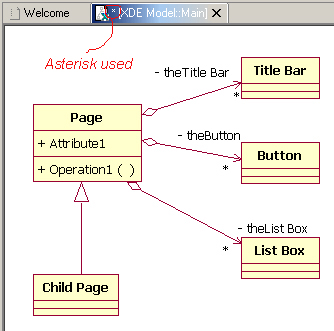 Welcome
* [XDE Model::Main]
Asterisk used
- theTitle Bar
Title Bar
*
Page
+ Attribute1
+ Operation1 ( )
- theButton
Button
*
- theList Box
*
List Box
Child Page